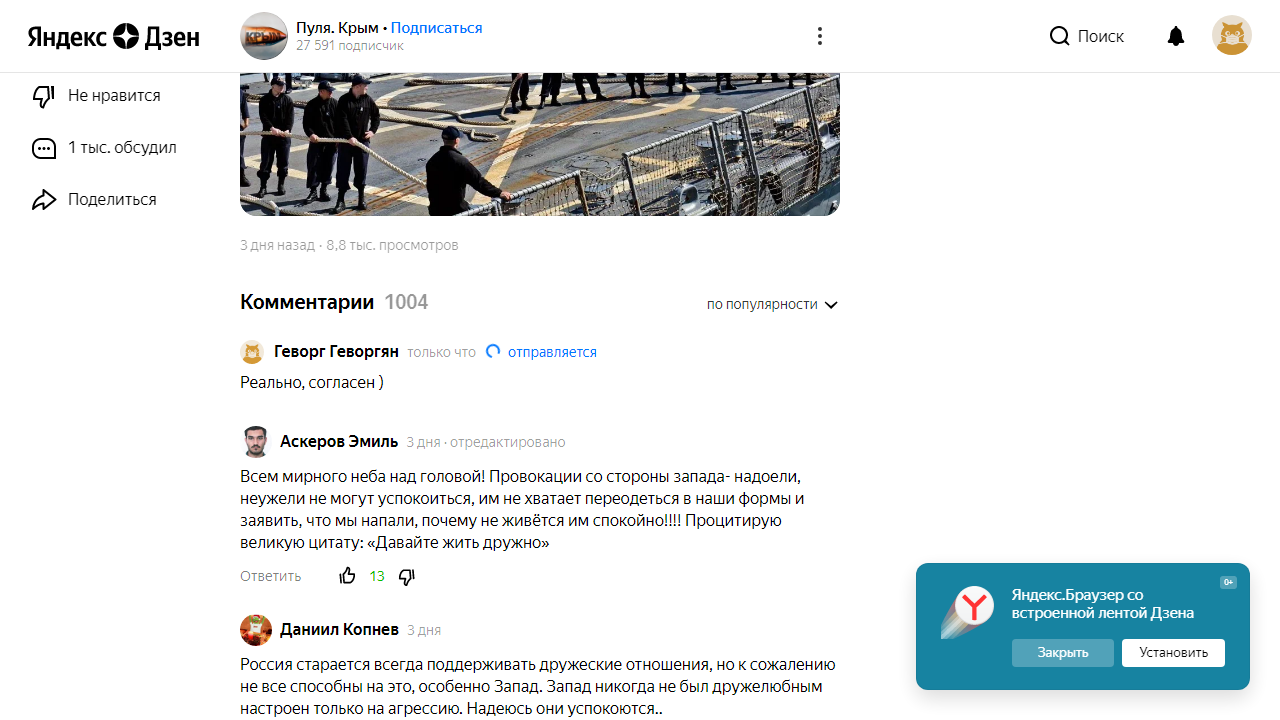 Яндекс Дзен
Пуля. Крым • Подписаться
27 591 подписчик
Поиск
Не нравится
1 тыс. обсудил
Поделиться
3 дня назад · 8,8 тыс. просмотров
Комментарии 1004
по популярности
Геворг Геворгян только что отправляется
Реально, согласен )
Аскеров Эмиль 3 дня · отредактировано
Всем мирного неба над головой! Провокации со стороны запада- надоели,
неужели не могут успокоиться, им не хватает переодеться в наши формы и
заявить, что мы напали, почему не живётся им спокойно!!!! Процитирую
великую цитату: «Давайте жить дружно»
Ответить 13
Даниил Копнев 3 дня
Россия старается всегда поддерживать дружеские отношения, но к сожалению
не все способны на это, особенно Запад. Запад никогда не был дружелюбным
настроен только на агрессию. Надеюсь они успокоются..
0+
Яндекс.Браузер со
встроенной лентой Дзена
Закрыть
Установить